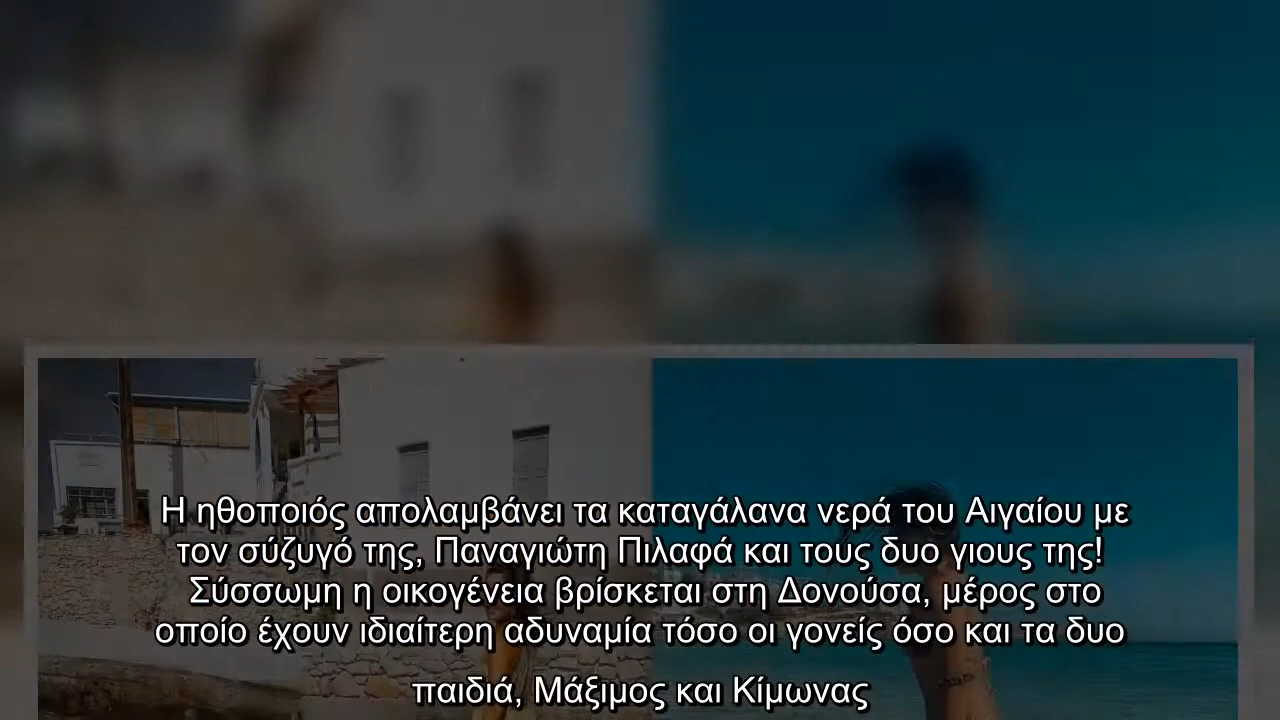 Η ηθοποιός απολαμβάνει τα καταγάλανα νερά του Αιγαίου με
τον σύζυγό της, Παναγιώτη Πιλαφά και τους δυο γιους της!
Σύσσωμη η οικογένεια βρίσκεται στη Δονούσα, μέρος στο
οποίο έχουν ιδιαίτερη αδυναμία τόσο οι γονείς όσο και τα δυο
παιδιά, Μάξιμος και Κίμωνας